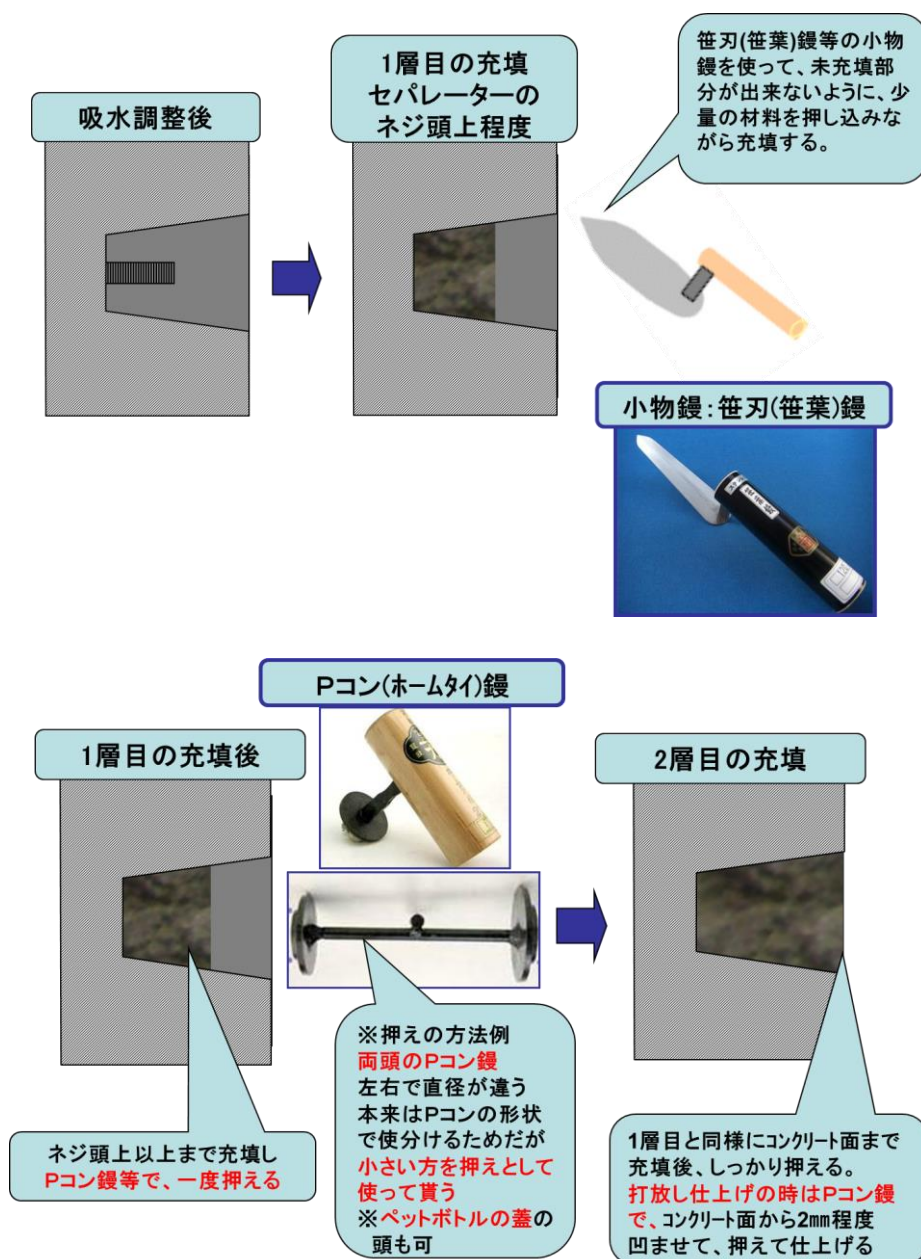 吸水調整後
1層目の充填
セパレーターの
ネジ頭上程度
笹刃(笹葉)鏝等の小物
鏝を使って、未充填部
分が出来ないように、少
量の材料を押し込みな
がら充填する。
小物鏝:笹刃(笹葉)鏝
Pコン(ホームタイ)鏝
1層目の充填後
2層目の充填
ネジ頭上以上まで充填し
Pコン鏝等で、一度押える
※押えの方法例
両頭のPコン鏝
左右で直径が違う
本来はPコンの形状
で使分けるためだが
小さい方を押えとして
使って貰う
※ペットボトルの蓋の
頭も可
1層目と同様にコンクリート面まで
充填後、しっかり押える。
打放し仕上げの時はPコン鏝
で、コンクリート面から2mm程度
凹ませて、押えて仕上げる